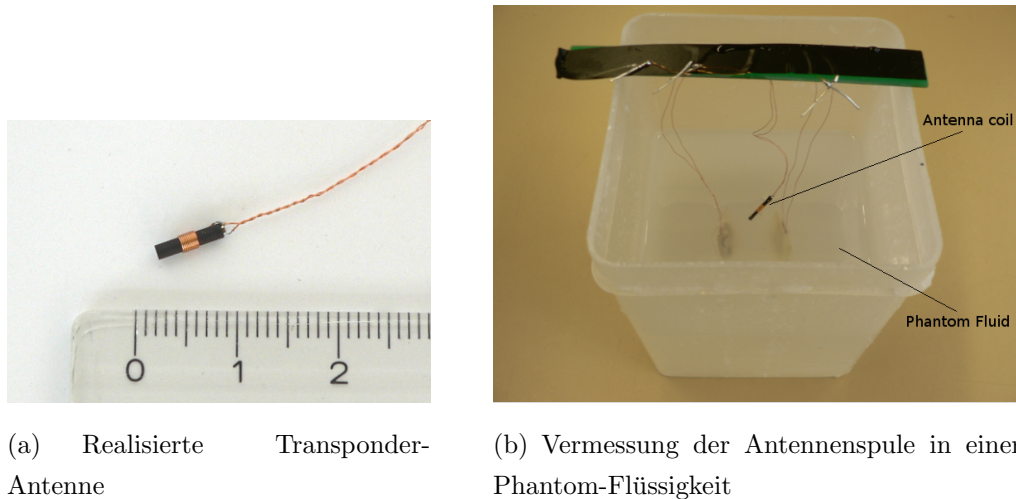 0 1 2
Antenna coil
Phantom Fluid
(a) Realisierte Transponder-
Antenne
(b) Vermessung der Antennenspule in einer
Phantom-Flüssigkeit